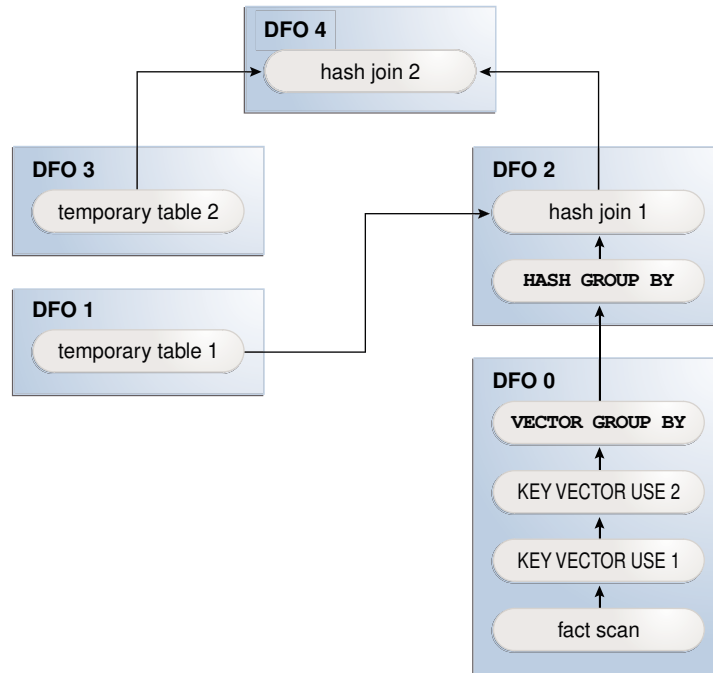 DFO 4
hash join 2
DFO 3
temporary table 2
DFO 2
hash join 1
HASH GROUP BY
DFO 1
temporary table 1
DFO 0
VECTOR GROUP BY
KEY VECTOR USE 2
KEY VECTOR USE 1
fact scan